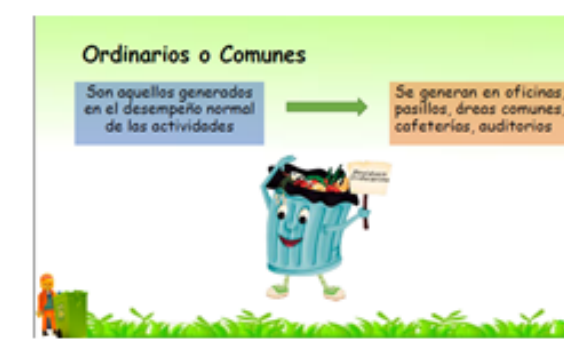 Ordinarios o Comunes
Son aquellos generados
en el desempeño normal
de las actividades
Se generan en oficinas,
pasillos, áreas comunes,
cafeterías, auditorios